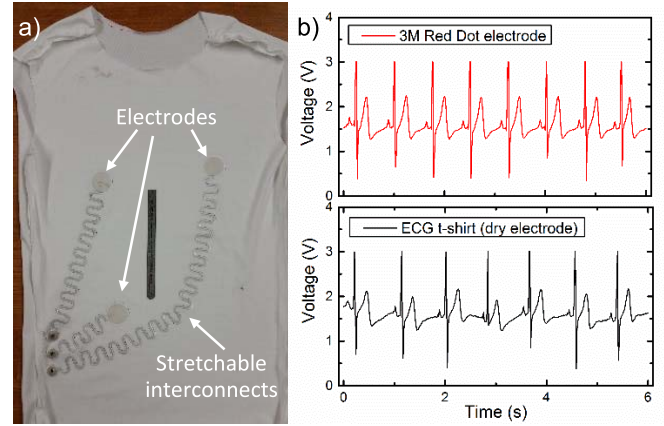 a)
Electrodes
Stretchable
interconnects
b)
3M Red Dot electrode
Voltage (V)
4
3
2
1
0
ECG t-shirt (dry electrode)
Voltage (V)
4
3
2
1
0
0
2
4
6
Time (s)